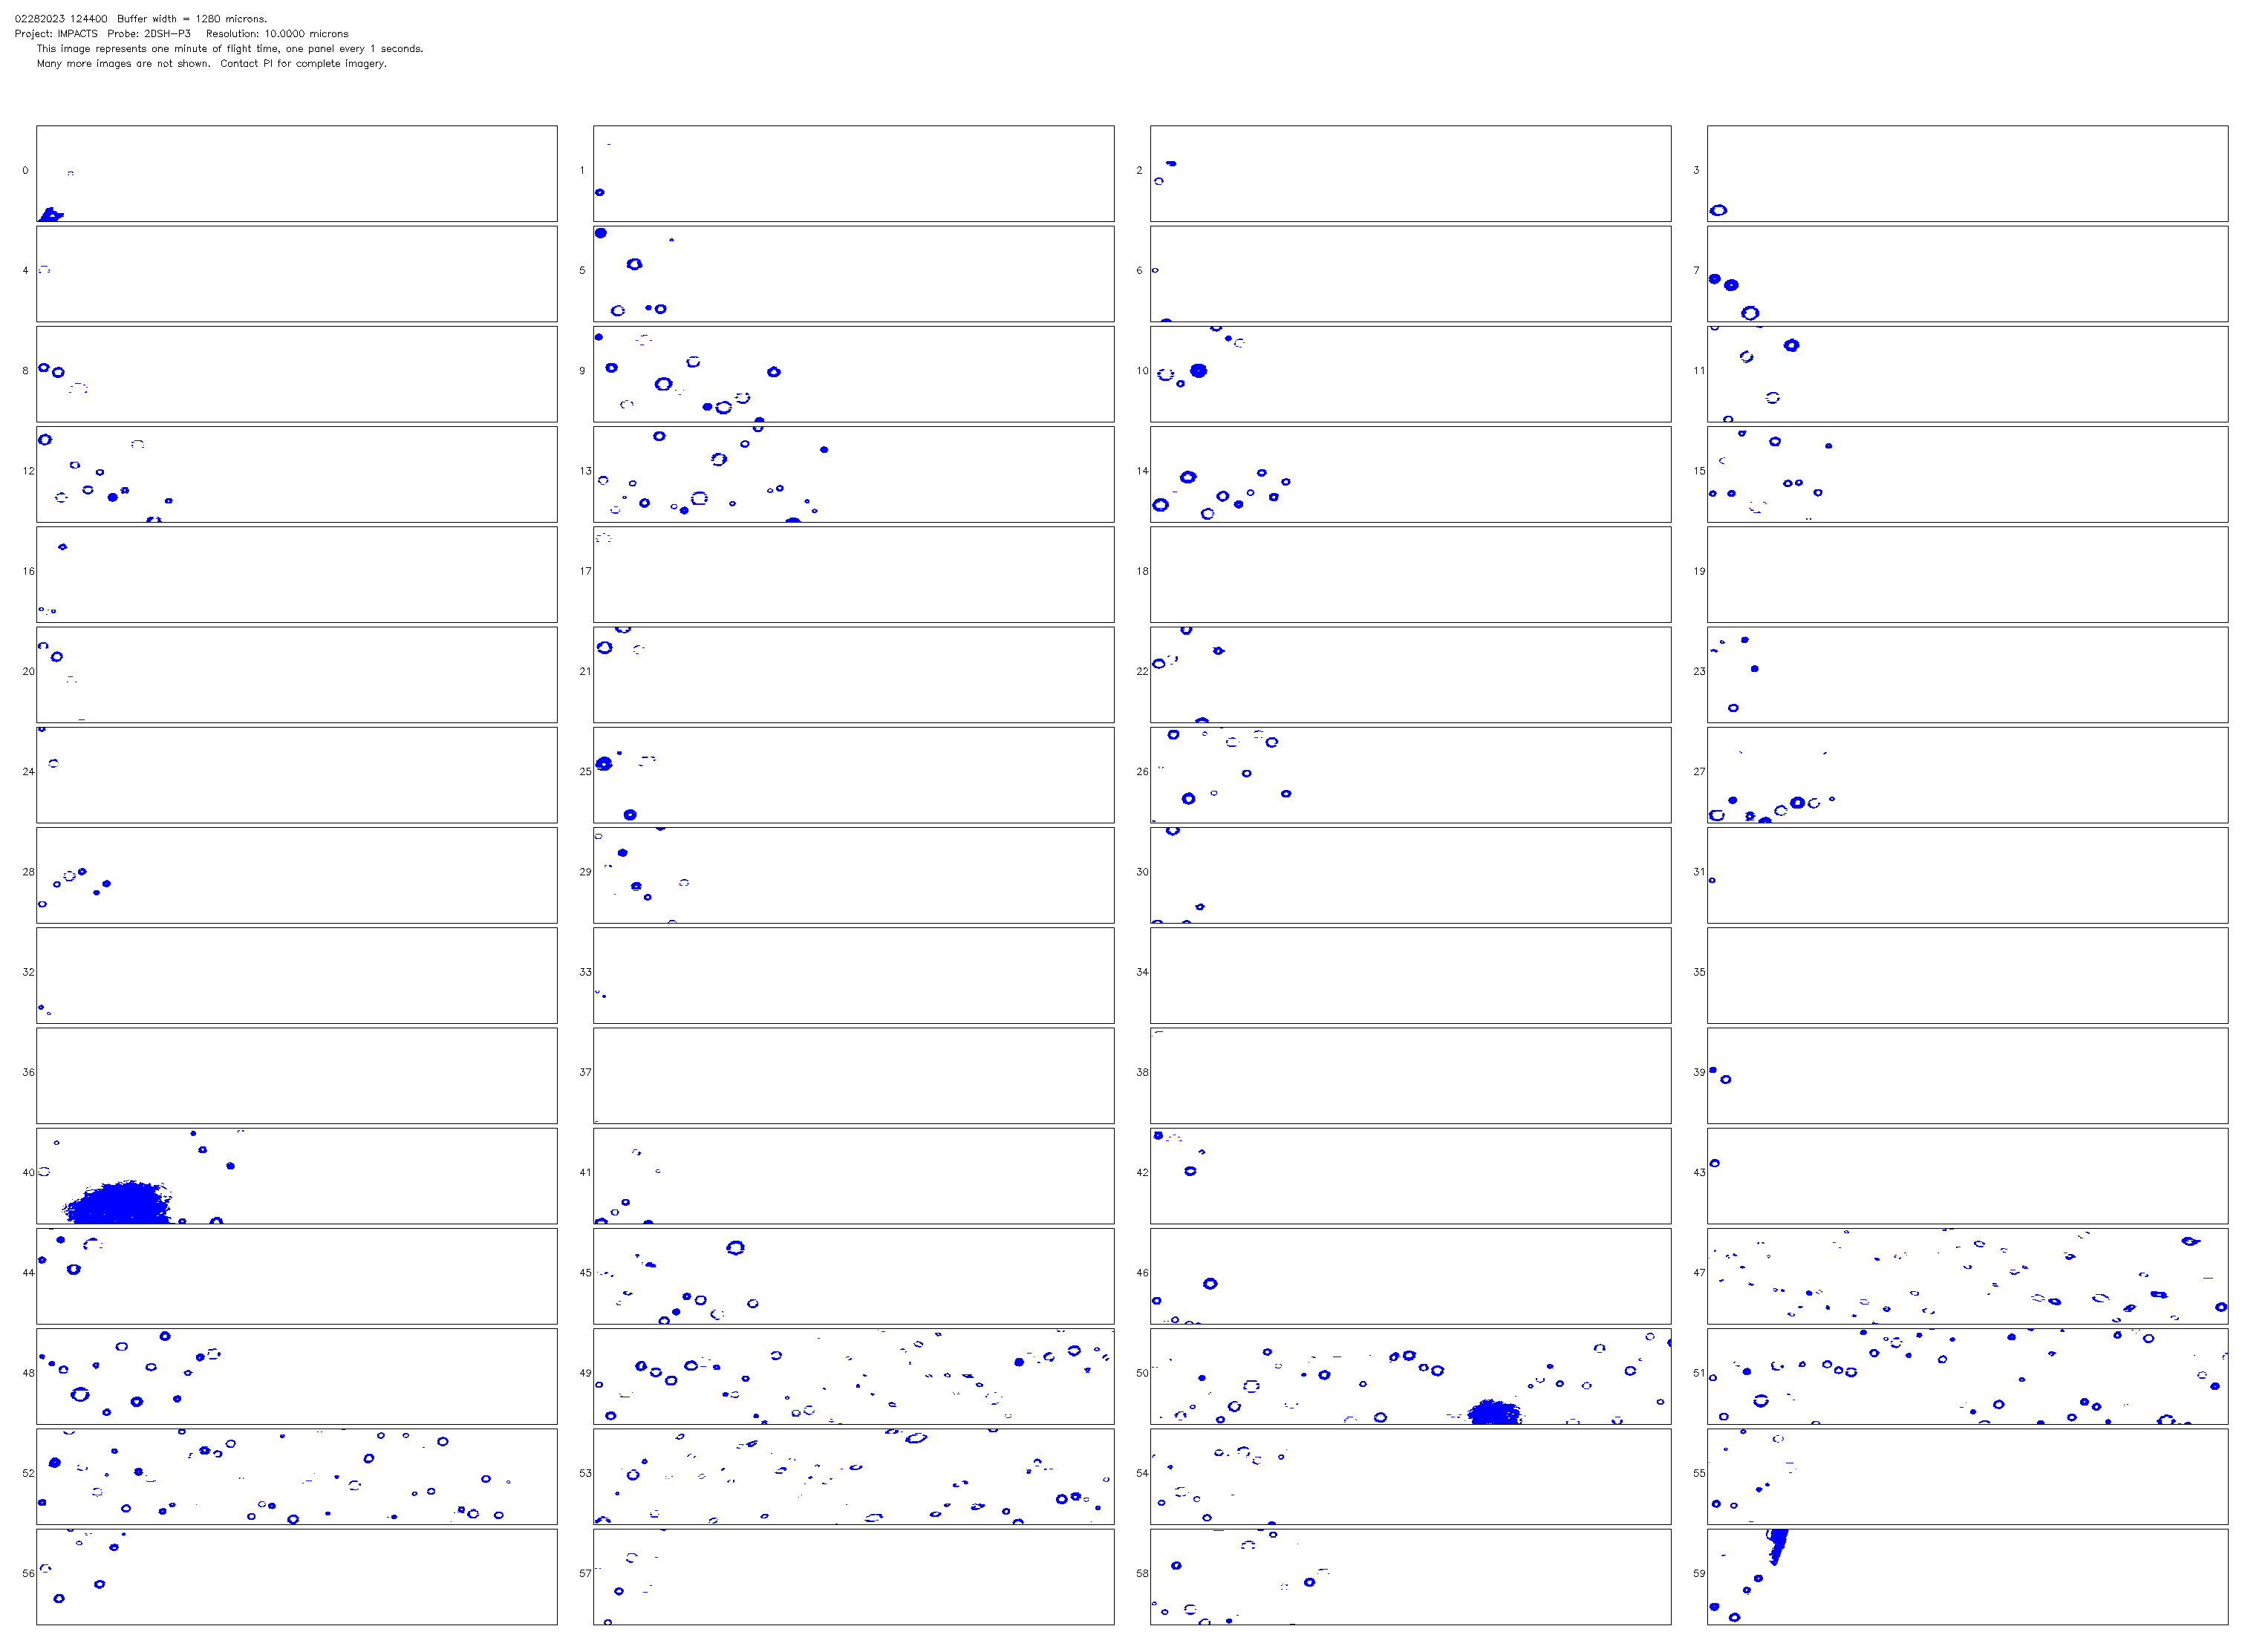 02282023 124400  Buffer width = 1280 microns.
Project: IMPACTS  Probe: 2DSH-P3  Resolution: 10.0000 microns
This image represents one minute of flight time, one panel every 1 seconds.
Many more images are not shown.  Contact PI for complete imagery.
0 1 2 3
4 5 6 7
8 9 10 11
12 13 14 15
16 17 18 19
20 21 22 23
24 25 26 27
28 29 30 31
32 33 34 35
36 37 38 39
40 41 42 43
44 45 46 47
48 49 50 51
52 53 54 55
56 57 58 59